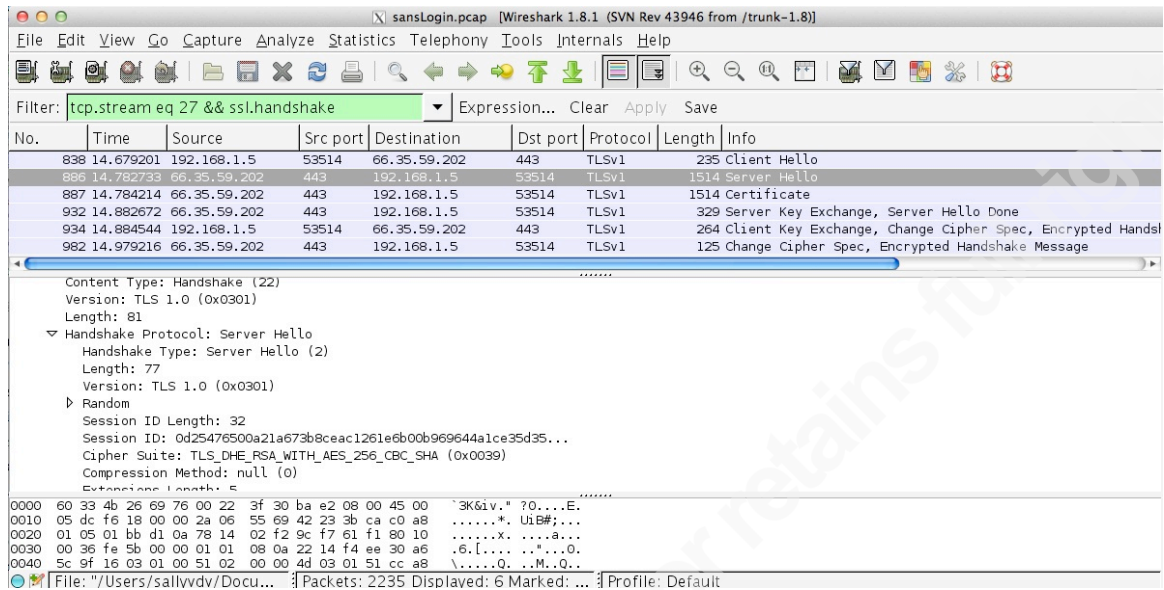 sansLogin.pcap [Wireshark 1.8.1 (SVN Rev 43946 from /trunk-1.8)]
File Edit View Go Capture Analyze Statistics Telephony Tools Internals Help
Filter: tcp.stream eq 27 && ssl.handshake Expression... Clear Apply Save
No. Time Source Src port Destination Dst port Protocol Length Info
838 14.679201 192.168.1.5 53514 66.35.59.202 443 TLSv1 235 Client Hello
886 14.782733 66.35.59.202 443 192.168.1.5 53514 TLSv1 1514 Server Hello
887 14.784214 66.35.59.202 443 192.168.1.5 53514 TLSv1 1514 Certificate
932 14.882672 66.35.59.202 443 192.168.1.5 53514 TLSv1 329 Server Key Exchange, Server Hello Done
934 14.884544 192.168.1.5 53514 66.35.59.202 443 TLSv1 264 Client Key Exchange, Change Cipher Spec, Encrypted Handsl
982 14.979216 66.35.59.202 443 192.168.1.5 53514 TLSv1 125 Change Cipher Spec, Encrypted Handshake Message
Content Type: Handshake (22)
Version: TLS 1.0 (0x0301)
Length: 81
Handshake Protocol: Server Hello
Handshake Type: Server Hello (2)
Length: 77
Version: TLS 1.0 (0x0301)
Random
Session ID Length: 32
Session ID: 0d25476500a21a673b8ceac1261e6b00b969644a1ce35d35...
Cipher Suite: TLS_DHE_RSA_WITH_AES_256_CBC_SHA (0x0039)
Compression Method: null (0)
Extensions Length: 5
0000 60 33 4b 26 69 76 00 22 3f 30 ba e2 08 00 45 00 `3K&iv." ?0....E.
0010 05 dc f6 18 00 00 2a 06 55 69 42 23 3b ca c0 a8 ......*. UiB#;...
0020 01 05 01 bb d1 0a 78 14 02 f2 9c f7 61 f1 80 10 ......x. ....a...
0030 00 36 fe 5b 00 00 01 01 08 0a 22 14 f4 ee 30 a6 .6.[.... .."...0.
0040 5c 9f 16 03 01 00 51 02 00 00 4d 03 01 51 cc a8 \.....Q. ..M..Q..
File: "/Users/sallyvdv/Docu... Packets: 2235 Displayed: 6 Marked: ... Profile: Default
er retains full rig